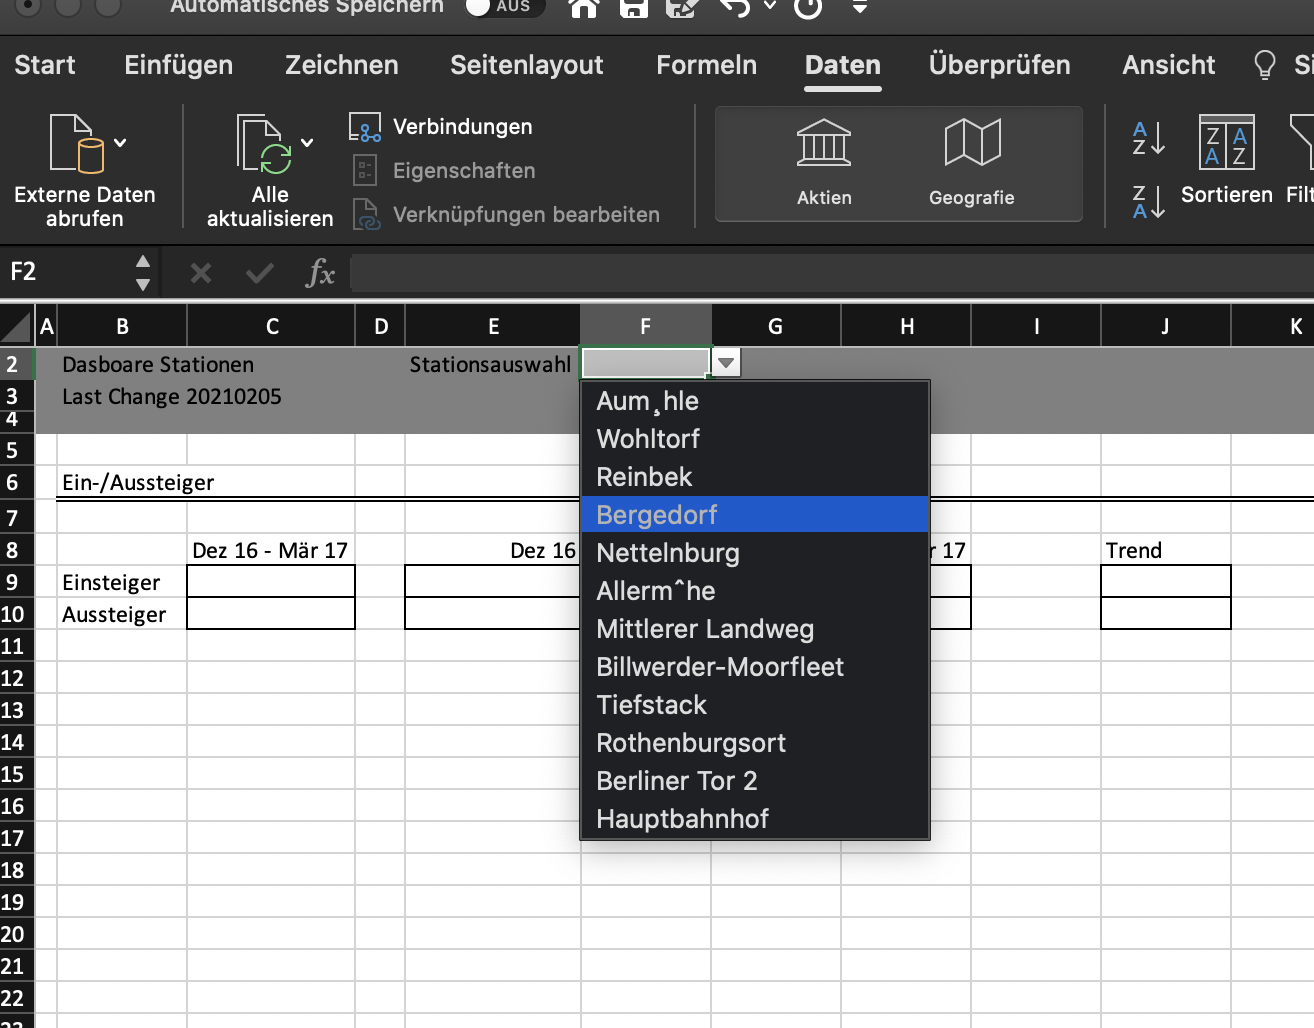 Automatisches Speichern AUS
Start Einfügen Zeichnen Seitenlayout Formeln Daten Überprüfen Ansicht
Externe Daten abrufen
Alle aktualisieren
Verbindungen
Eigenschaften
Verknüpfungen bearbeiten
Aktien
Geografie
A
Z
Z
A
Z A
A Z
Sortieren
F2
fx
A B C D E F G H I J K
2 Dasboare Stationen Stationsauswahl
3 Last Change 20210205
4
5
6 Ein-/Aussteiger
7
8 Dez 16 - Mär 17 Dez 16 r 17 Trend
9 Einsteiger
10 Aussteiger
11
12
13
14
15
16
17
18
19
20
21
22
Aum¸hle
Wohltorf
Reinbek
Bergedorf
Nettelnburg
Allermˆhe
Mittlerer Landweg
Billwerder-Moorfleet
Tiefstack
Rothenburgsort
Berliner Tor 2
Hauptbahnhof